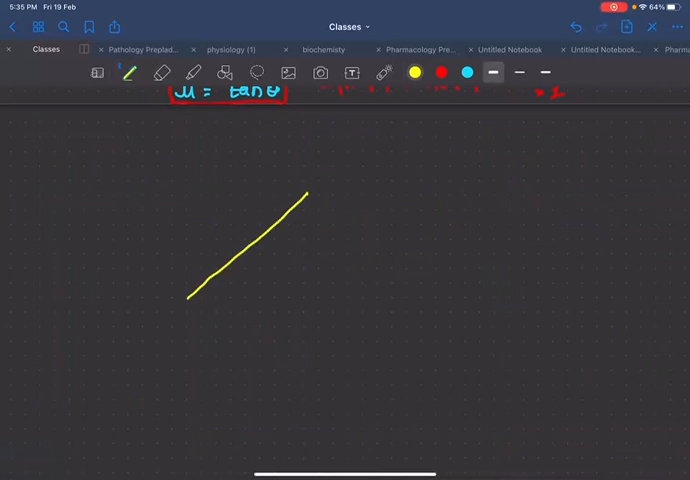 5:35 PM Fri 19 Feb
64%
Classes
Classes
Pathology Preplad...
physiology (1)
biochemisty
Pharmacology Pre...
Untitled Notebook
Untitled Notebook...
Pharma
μ = tanθ